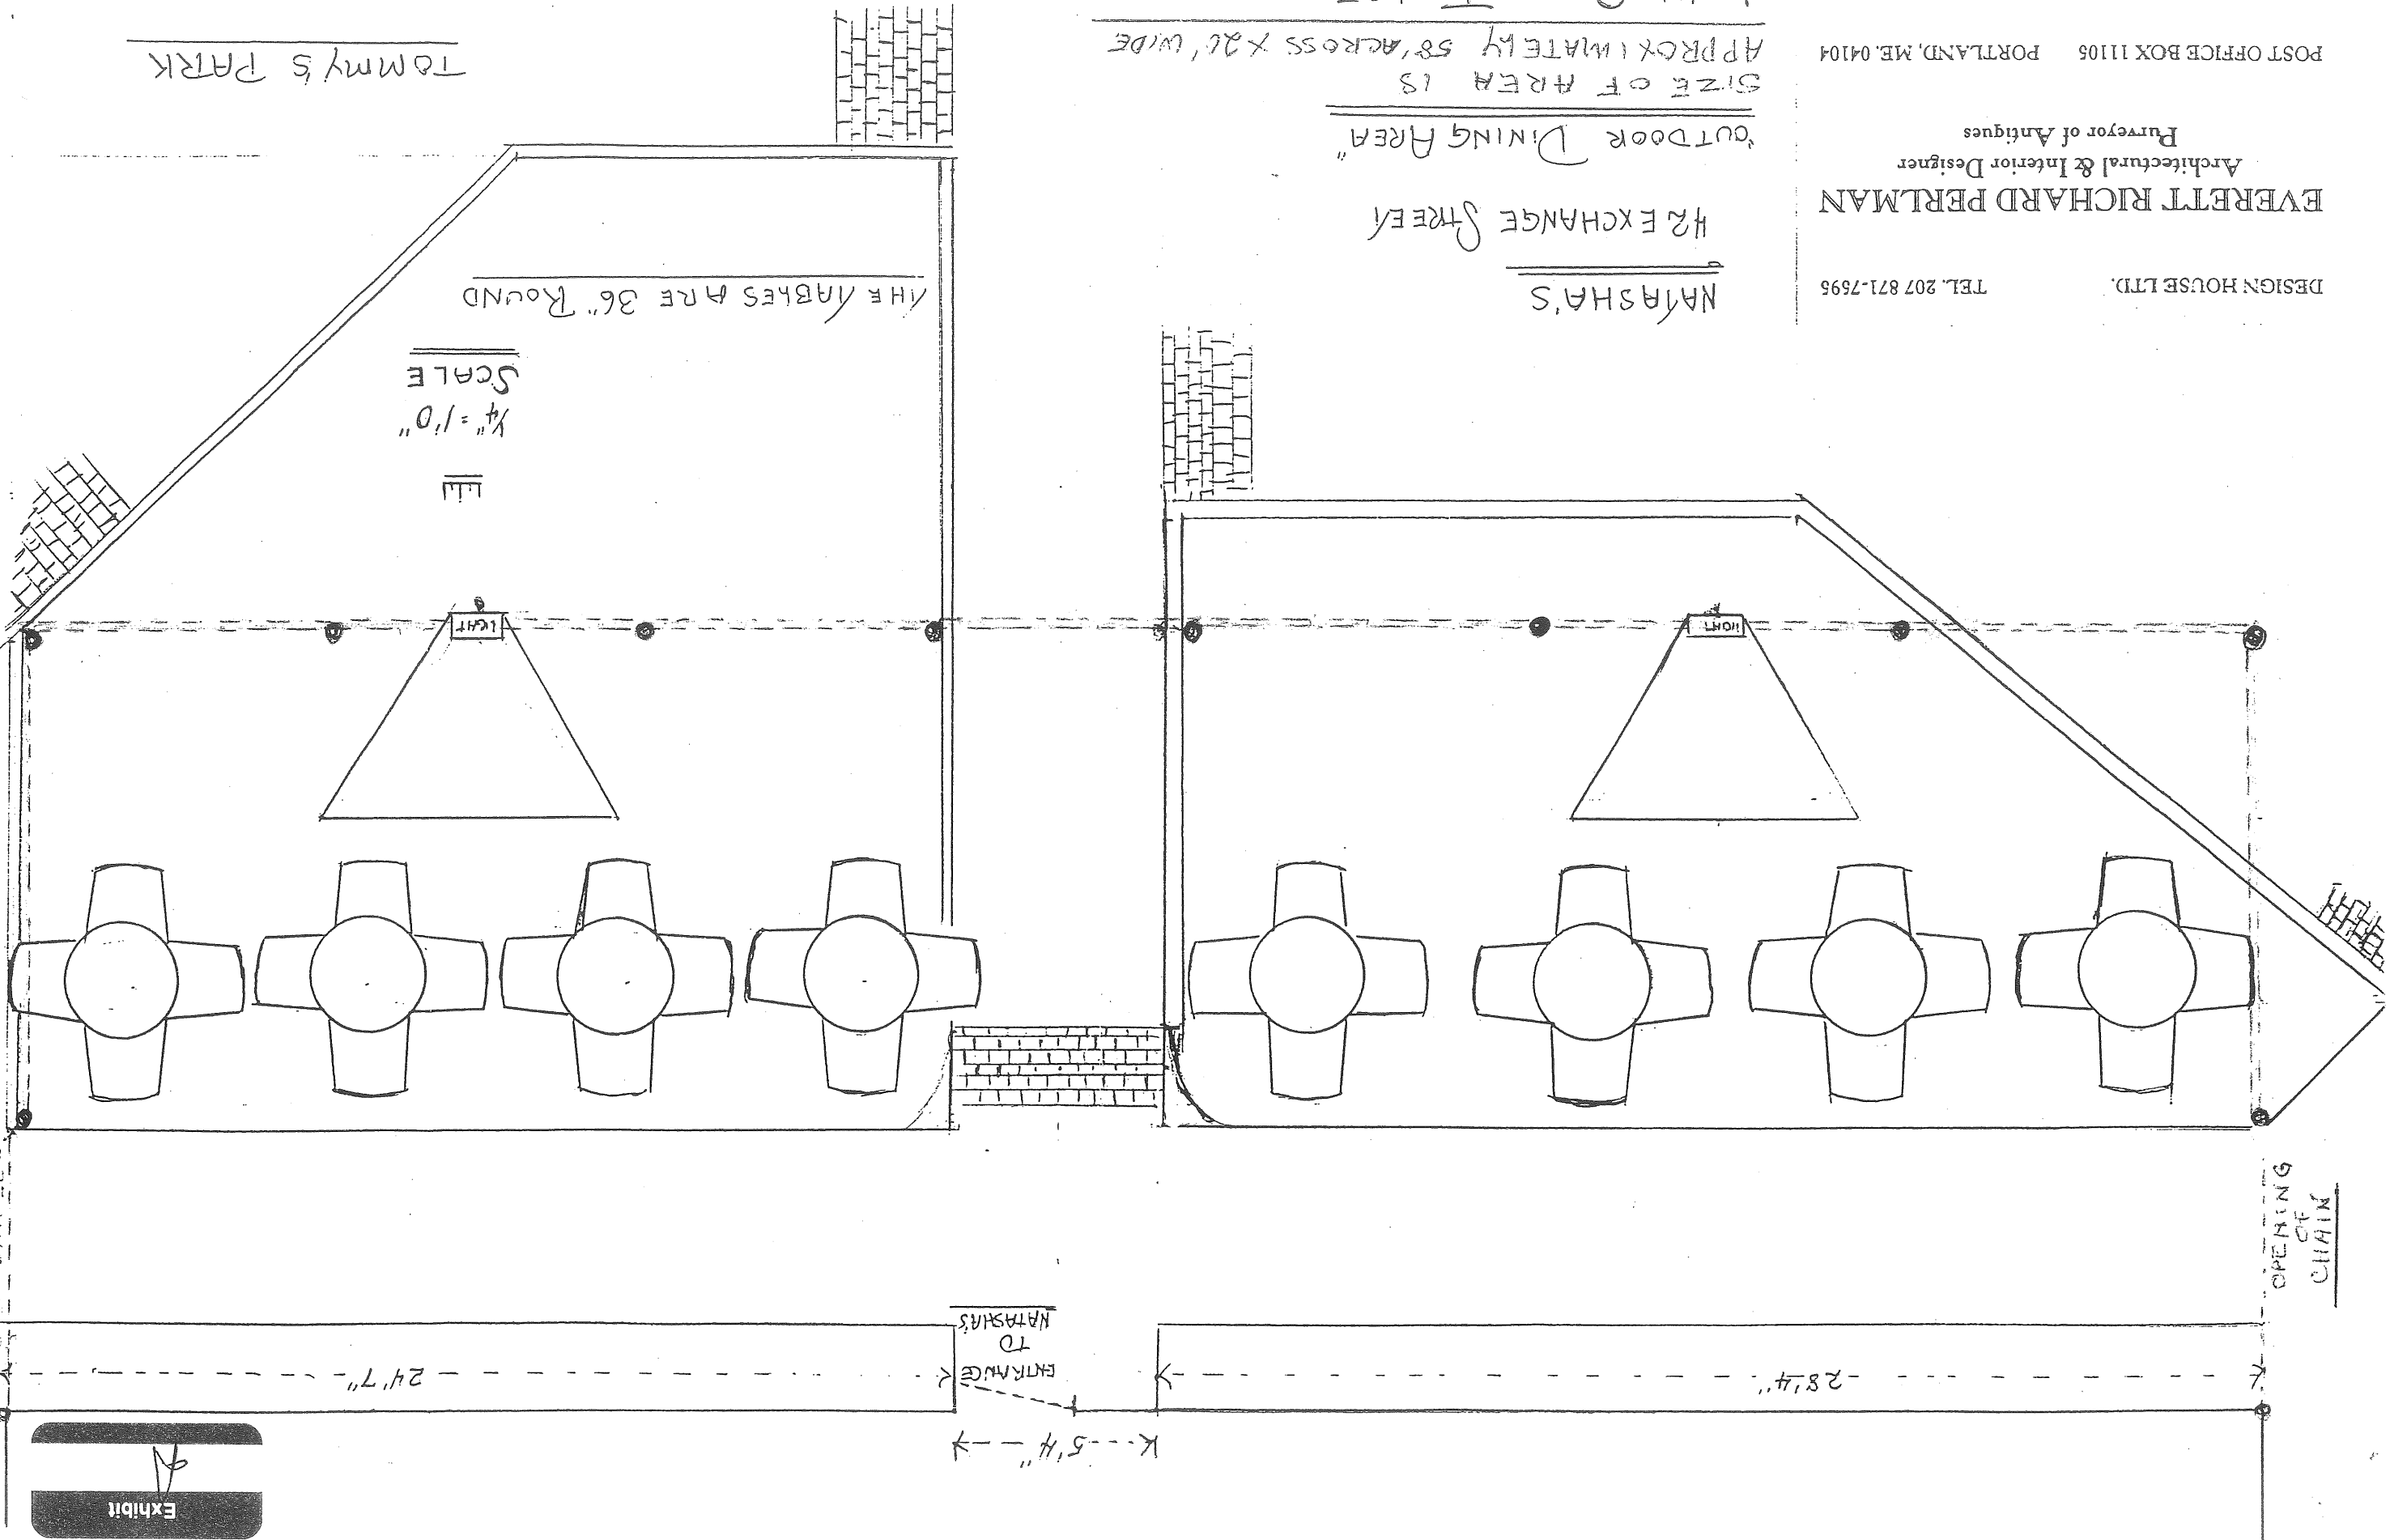 Exhibit
K---5'4"---
28'4"
ENTRANCE
TO
NATASHA'S
24'7"
OPENING
OF
CHAIN
LIGHT
LIGHT
1/4" = 1'0"
SCALE
THE TABLES ARE 36" ROUND
TOMMY'S PARK
DESIGN HOUSE LTD. TEL. 207 871-7595
EVERETT RICHARD PERLMAN
Architectural & Interior Designer
Purveyor of Antiques
POST OFFICE BOX 11105 PORTLAND, ME. 04104
NATASHA'S
42 EXCHANGE STREET
"OUTDOOR DINING AREA"
SIZE OF AREA IS
APPROXIMATELY 58' ACROSS X 20' WIDE